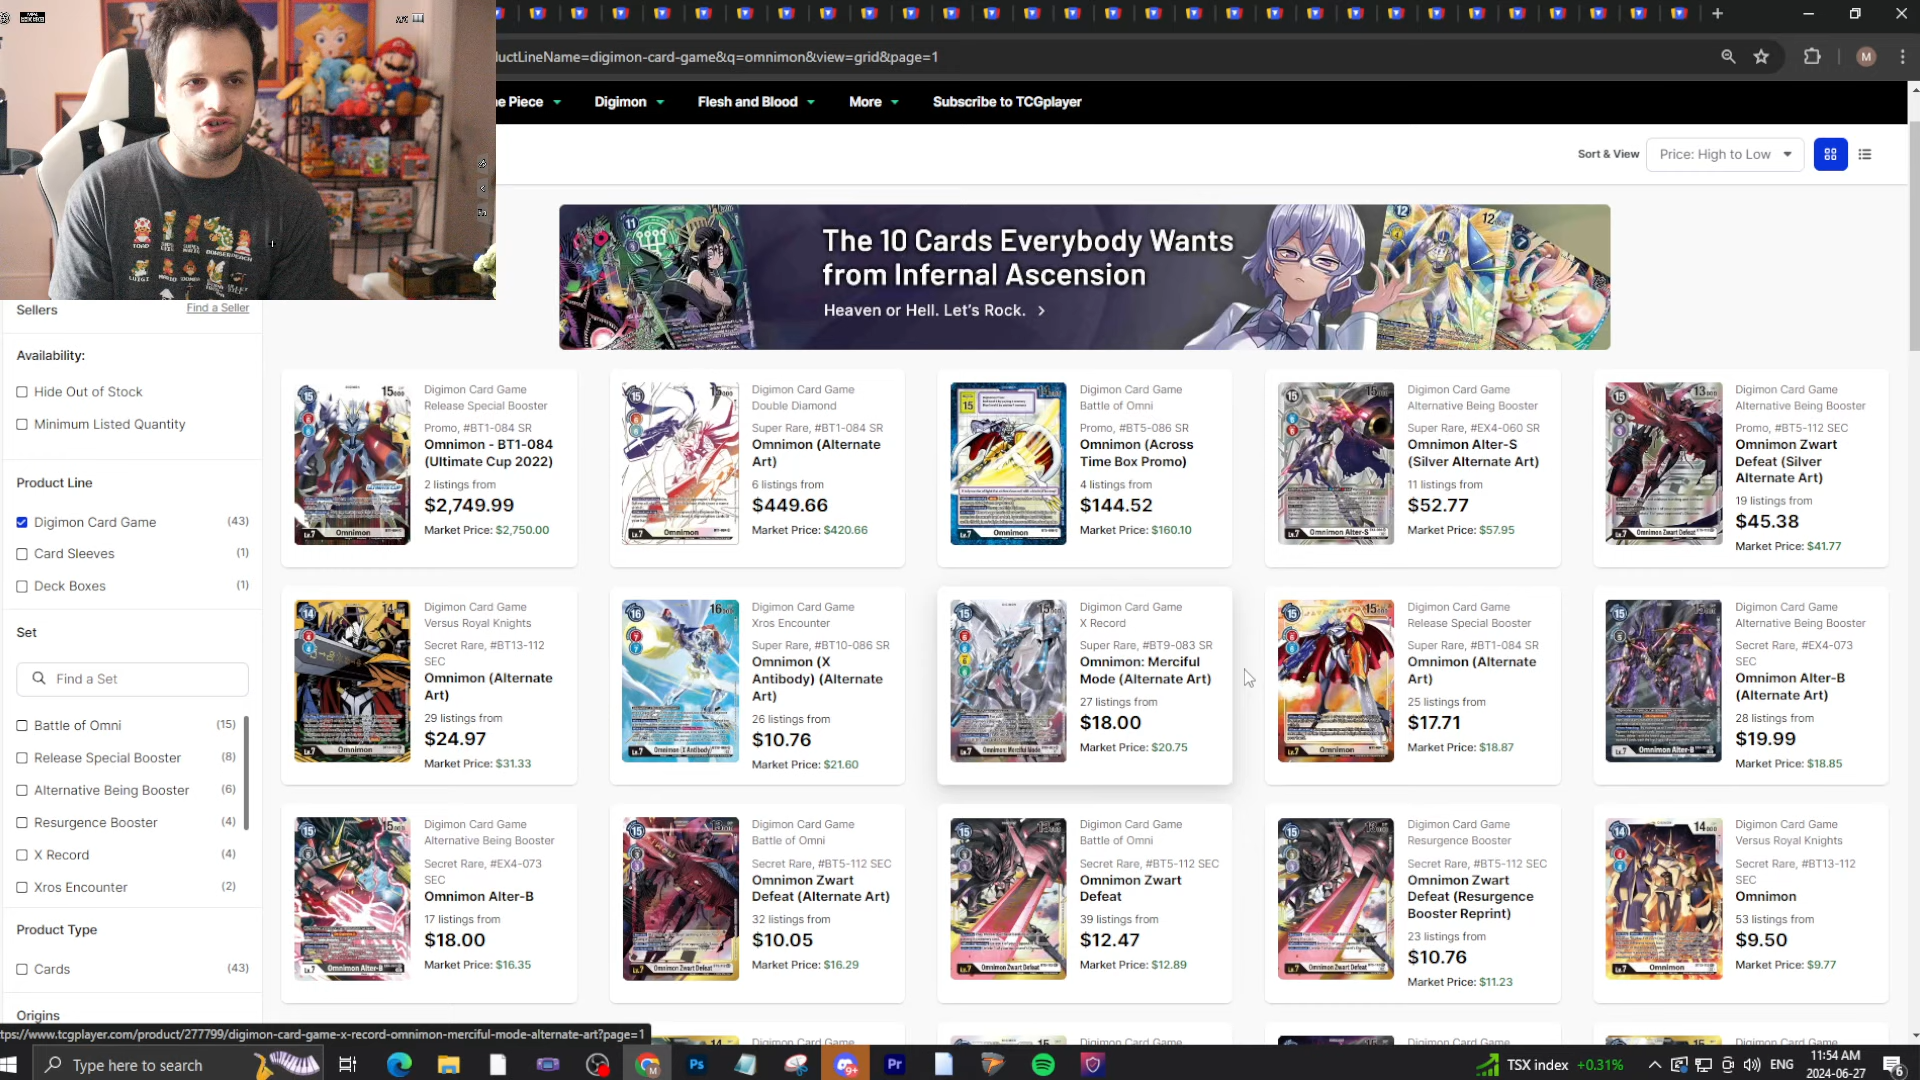 ductLineName=digimon-card-game&q=omnimon&view=grid&page=1
M
ne Piece
Digimon
Flesh and Blood
More
Subscribe to TCGplayer
Sort & View
Price: High to Low
The 10 Cards Everybody Wants
from Infernal Ascension
Heaven or Hell. Let's Rock.
TOAD
LUIGI
Sellers
Find a Seller
Availability:
Hide Out of Stock
Minimum Listed Quantity
Product Line
Digimon Card Game (43)
Card Sleeves (1)
Deck Boxes (1)
Set
Find a Set
Battle of Omni (15)
Release Special Booster (8)
Alternative Being Booster (6)
Resurgence Booster (4)
X Record (4)
Xros Encounter (2)
Product Type
Cards (43)
Origins
Digimon Card Game
Release Special Booster
Promo, #BT1-084 SR
Omnimon - BT1-084
(Ultimate Cup 2022)
2 listings from
$2,749.99
Market Price: $2,750.00
Digimon Card Game
Double Diamond
Super Rare, #BT1-084 SR
Omnimon (Alternate
Art)
6 listings from
$449.66
Market Price: $420.66
Digimon Card Game
Battle of Omni
Promo, #BT5-086 SR
Omnimon (Across
Time Box Promo)
4 listings from
$144.52
Market Price: $160.10
Digimon Card Game
Alternative Being Booster
Super Rare, #EX4-060 SR
Omnimon Alter-S
(Silver Alternate Art)
11 listings from
$52.77
Market Price: $57.95
Digimon Card Game
Alternative Being Booster
Promo, #BT5-112 SEC
Omnimon Zwart
Defeat (Silver
Alternate Art)
19 listings from
$45.38
Market Price: $41.77
Digimon Card Game
Versus Royal Knights
Secret Rare, #BT13-112
SEC
Omnimon (Alternate
Art)
29 listings from
$24.97
Market Price: $31.33
Digimon Card Game
Xros Encounter
Super Rare, #BT10-086 SR
Omnimon (X
Antibody) (Alternate
Art)
26 listings from
$10.76
Market Price: $21.60
Digimon Card Game
X Record
Super Rare, #BT9-083 SR
Omnimon: Merciful
Mode (Alternate Art)
27 listings from
$18.00
Market Price: $20.75
Digimon Card Game
Release Special Booster
Super Rare, #BT1-084 SR
Omnimon (Alternate
Art)
25 listings from
$17.71
Market Price: $18.87
Digimon Card Game
Alternative Being Booster
Secret Rare, #EX4-073
SEC
Omnimon Alter-B
(Alternate Art)
28 listings from
$19.99
Market Price: $18.85
Digimon Card Game
Alternative Being Booster
Secret Rare, #EX4-073
SEC
Omnimon Alter-B
17 listings from
$18.00
Market Price: $16.35
Digimon Card Game
Battle of Omni
Secret Rare, #BT5-112 SEC
Omnimon Zwart
Defeat (Alternate Art)
32 listings from
$10.05
Market Price: $16.29
Digimon Card Game
Battle of Omni
Secret Rare, #BT5-112 SEC
Omnimon Zwart
Defeat
39 listings from
$12.47
Market Price: $12.89
Digimon Card Game
Resurgence Booster
Secret Rare, #BT5-112 SEC
Omnimon Zwart
Defeat (Resurgence
Booster Reprint)
23 listings from
$10.76
Market Price: $11.23
Digimon Card Game
Versus Royal Knights
Secret Rare, #BT13-112
SEC
Omnimon
53 listings from
$9.50
Market Price: $9.77
tps://www.tcgplayer.com/product/277799/digimon-card-game-x-record-omnimon-merciful-mode-alternate-art?page=1
Type here to search
TSX index +0.31%
ENG
11:54 AM
2024-06-27